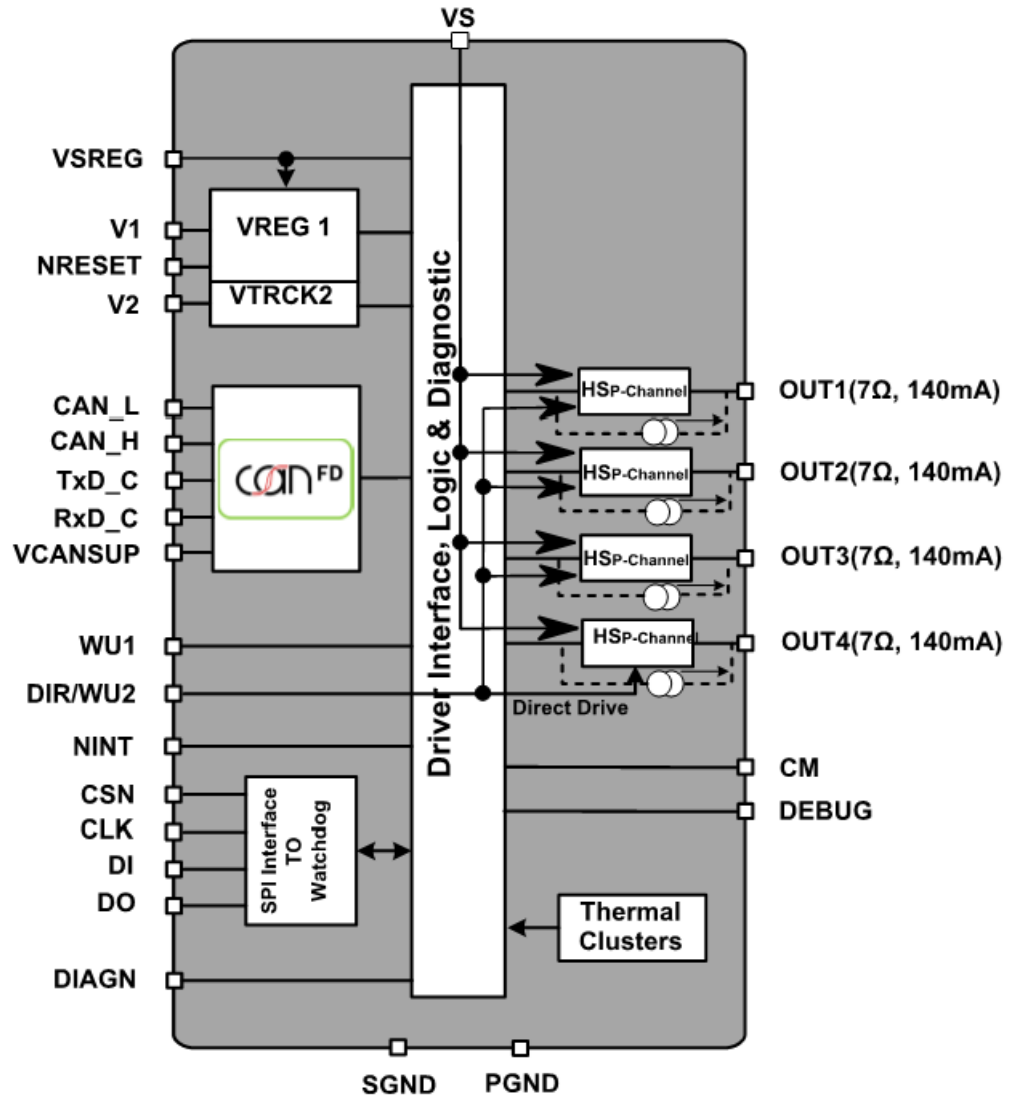 VS
VSREG
V1
NRESET
V2
VREG 1
VTRCK2
CAN_L
CAN_H
TxD_C
RxD_C
VCANSUP
CAN FD
WU1
DIR/WU2
NINT
CSN
CLK
DI
DO
SPI Interface
TO
Watchdog
DIAGN
Driver Interface, Logic & Diagnostic
HSP-Channel
OUT1(7Ω, 140mA)
HSP-Channel
OUT2(7Ω, 140mA)
HSP-Channel
OUT3(7Ω, 140mA)
HSP-Channel
OUT4(7Ω, 140mA)
Direct Drive
CM
DEBUG
Thermal
Clusters
SGND
PGND